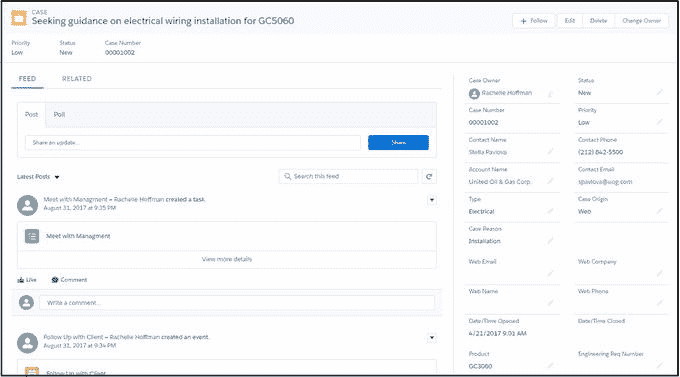 CASE
Seeking guidance on electrical wiring installation for GC5060
+ Follow
Edit
Delete
Change Owner
Priority
Status
Case Number
Low
New
00001002
FEED
RELATED
Post
Poll
Share an update...
Share
Latest Posts
Search this feed
Meet with Managment – Rachelle Hoffman created a task.
August 31, 2017 at 9:35 PM
Meet with Managment
View more details
Like
Comment
Write a comment...
Follow Up with Client – Rachelle Hoffman created an event.
August 31, 2017 at 9:34 PM
Follow Up with Client
Case Owner
Status
Rachelle Hoffman
New
Case Number
Priority
00001002
Low
Contact Name
Contact Phone
Stella Pavlova
(212) 842-5500
Account Name
Contact Email
United Oil & Gas Corp.
spavlova@uog.com
Type
Case Origin
Electrical
Web
Case Reason
Installation
Web Email
Web Company
Web Name
Web Phone
Date/Time Opened
Date/Time Closed
4/21/2017 9:01 AM
Product
Engineering Req Number
GC3060